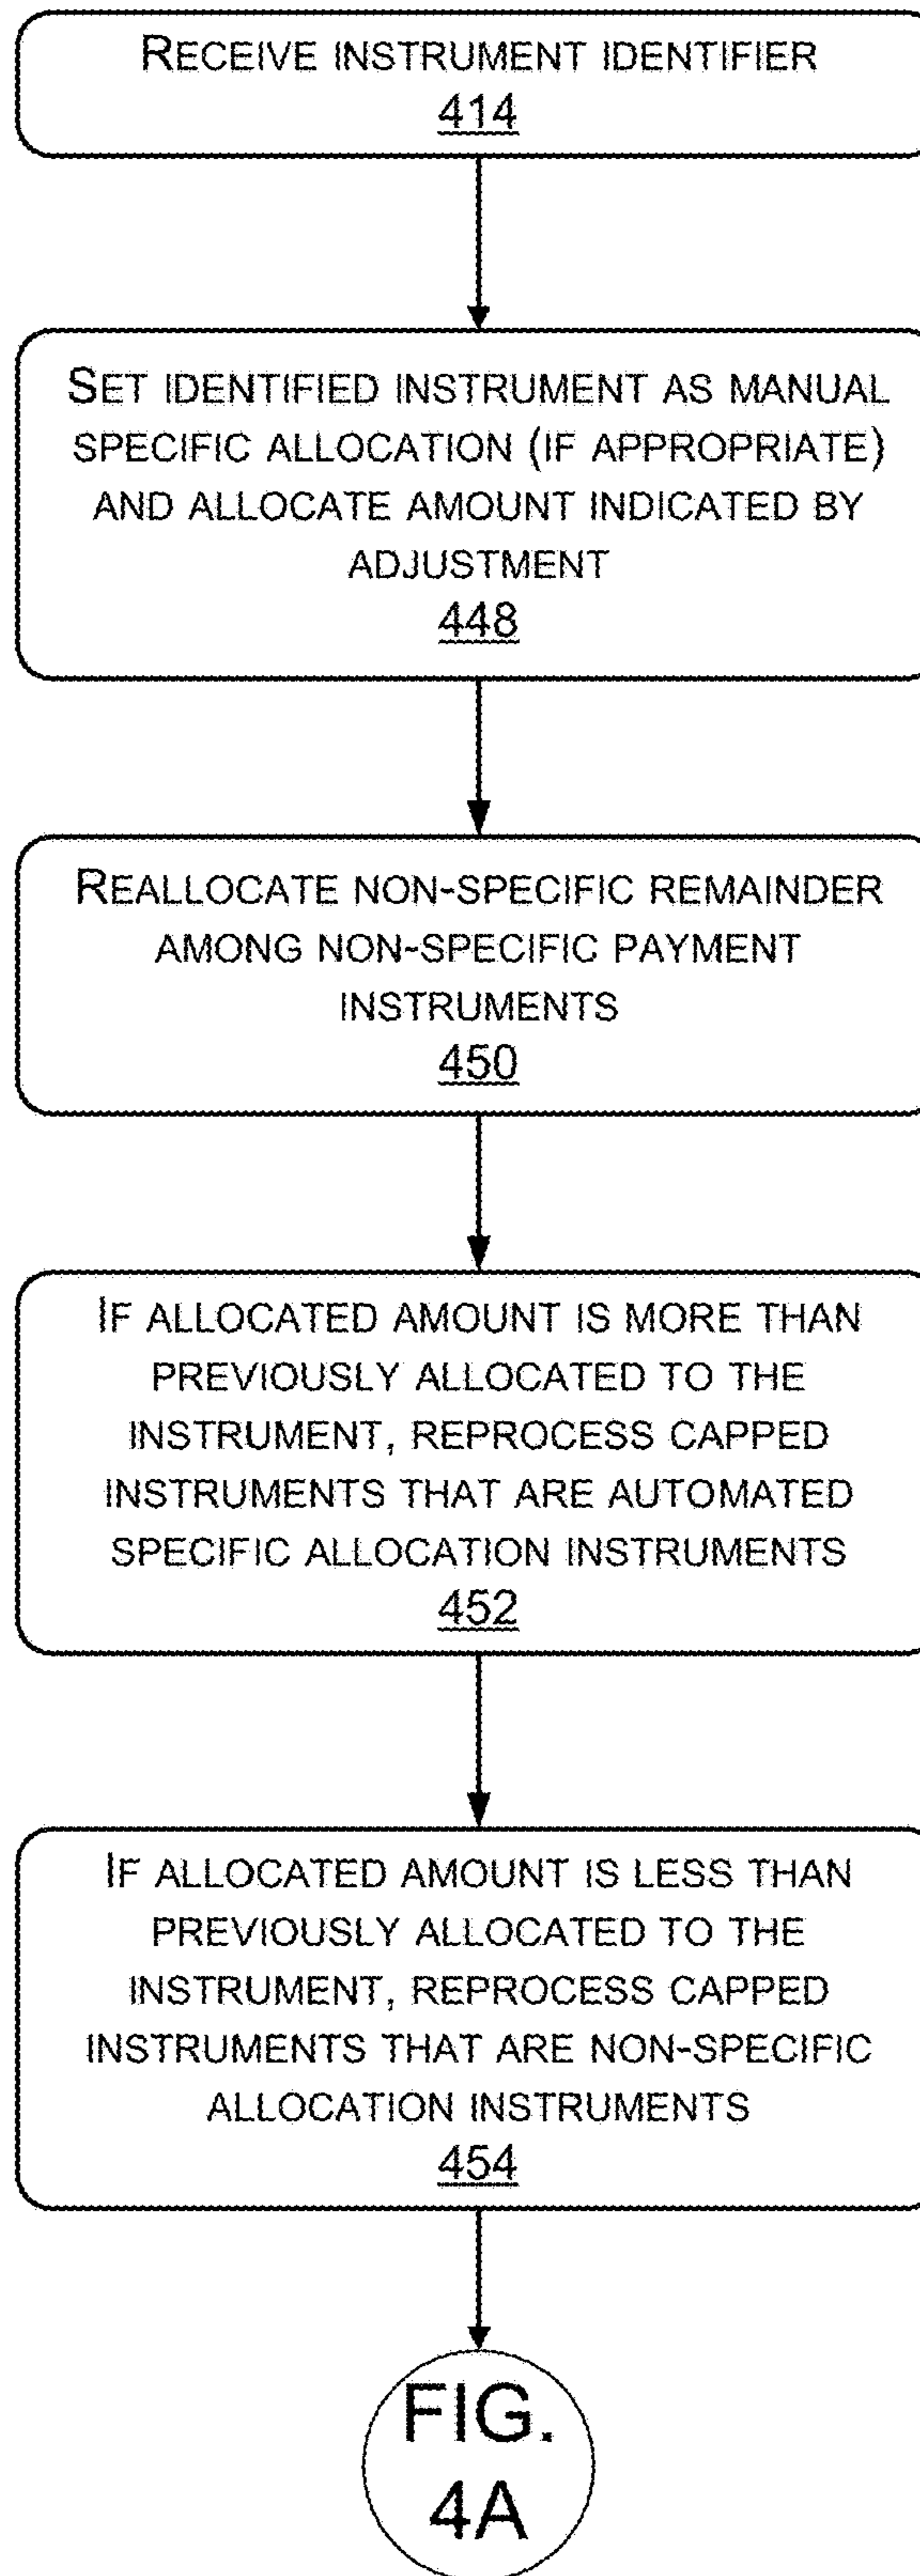 RECEIVE INSTRUMENT IDENTIFIER
414
SET IDENTIFIED INSTRUMENT AS MANUAL
SPECIFIC ALLOCATION (IF APPROPRIATE)
AND ALLOCATE AMOUNT INDICATED BY
ADJUSTMENT
448
REALLOCATE NON-SPECIFIC REMAINDER
AMONG NON-SPECIFIC PAYMENT
INSTRUMENTS
450
IF ALLOCATED AMOUNT IS MORE THAN
PREVIOUSLY ALLOCATED TO THE
INSTRUMENT, REPROCESS CAPPED
INSTRUMENTS THAT ARE AUTOMATED
SPECIFIC ALLOCATION INSTRUMENTS
452
IF ALLOCATED AMOUNT IS LESS THAN
PREVIOUSLY ALLOCATED TO THE
INSTRUMENT, REPROCESS CAPPED
INSTRUMENTS THAT ARE NON-SPECIFIC
ALLOCATION INSTRUMENTS
454
FIG.
4A